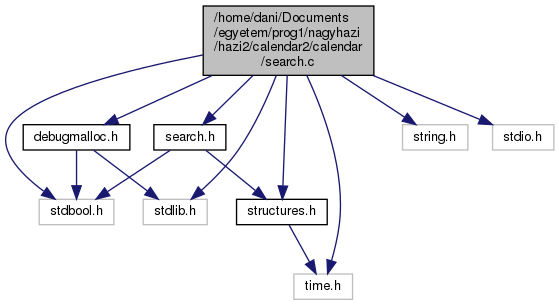 /home/dani/Documents
/egyetem/prog1/nagyhazi
/hazi2/calendar2/calendar
/search.c
debugmalloc.h
search.h
string.h
stdio.h
stdbool.h
stdlib.h
structures.h
time.h